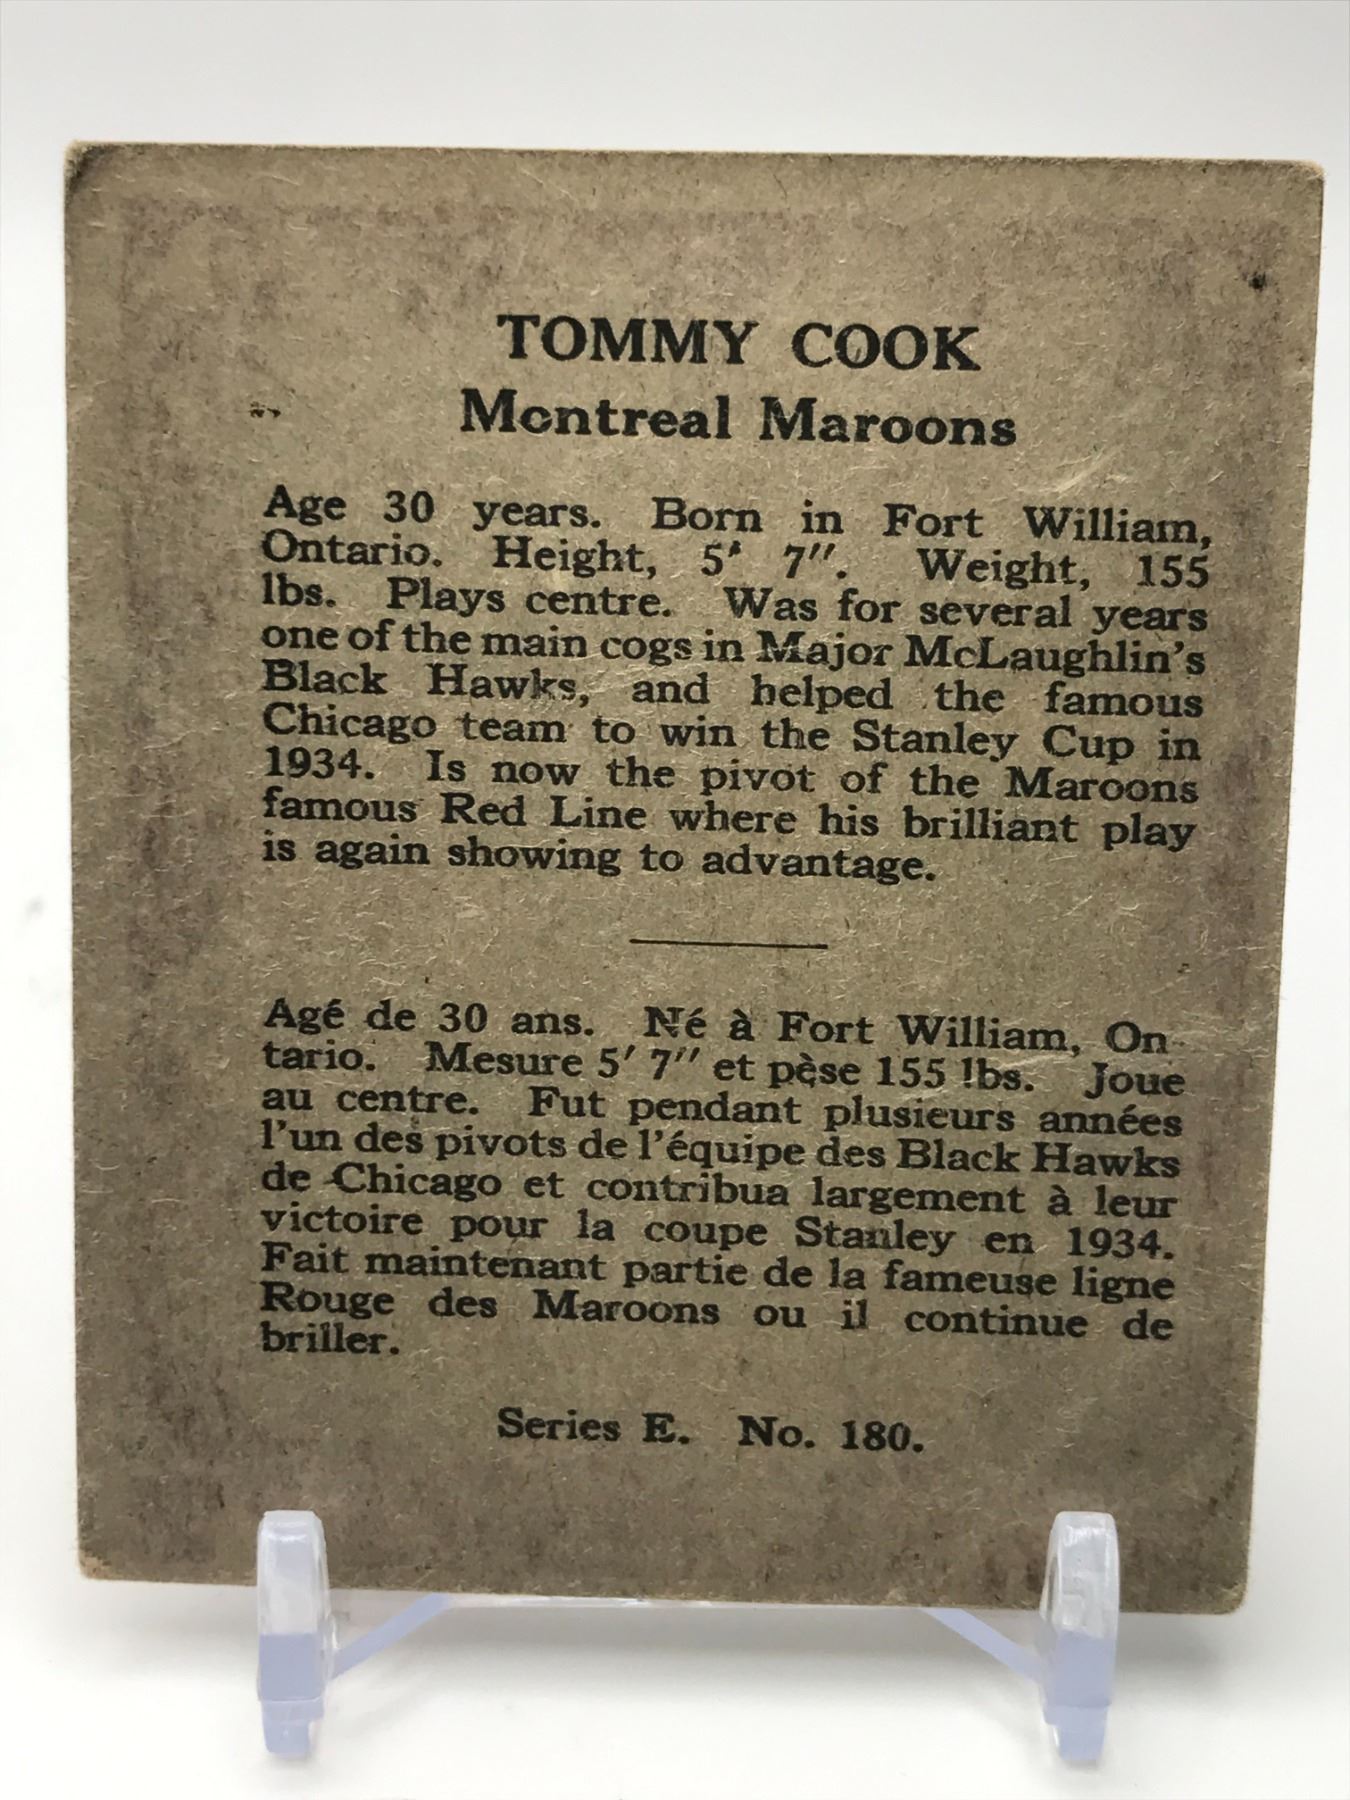 TOMMY COOK
Montreal Maroons
Age 30 years. Born in Fort William,
Ontario. Height, 5' 7". Weight, 155
lbs. Plays centre. Was for several years
one of the main cogs in Major McLaughlin's
Black Hawks, and helped the famous
Chicago team to win the Stanley Cup in
1934. Is now the pivot of the Maroons
famous Red Line where his brilliant play
is again showing to advantage.
Agé de 30 ans. Né à Fort William, On-
tario. Mesure 5' 7" et pèse 155 lbs. Joue
au centre. Fut pendant plusieurs années
l'un des pivots de l'équipe des Black Hawks
de Chicago et contribua largement à leur
victoire pour la coupe Stanley en 1934.
Fait maintenant partie de la fameuse ligne
Rouge des Maroons ou il continue de
briller.
Series E. No. 180.